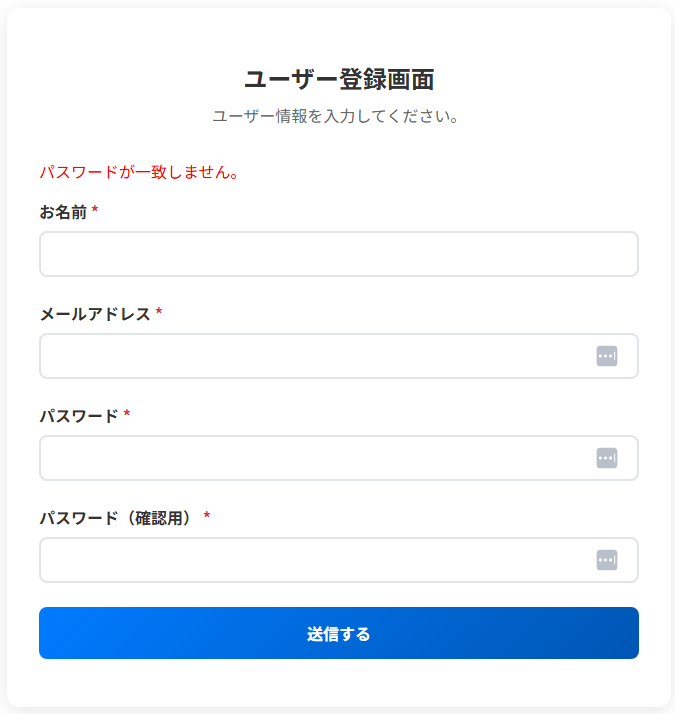 ユーザー登録画面
ユーザー情報を入力してください。
パスワードが一致しません。
お名前 *
メールアドレス *
パスワード *
パスワード（確認用） *
送信する